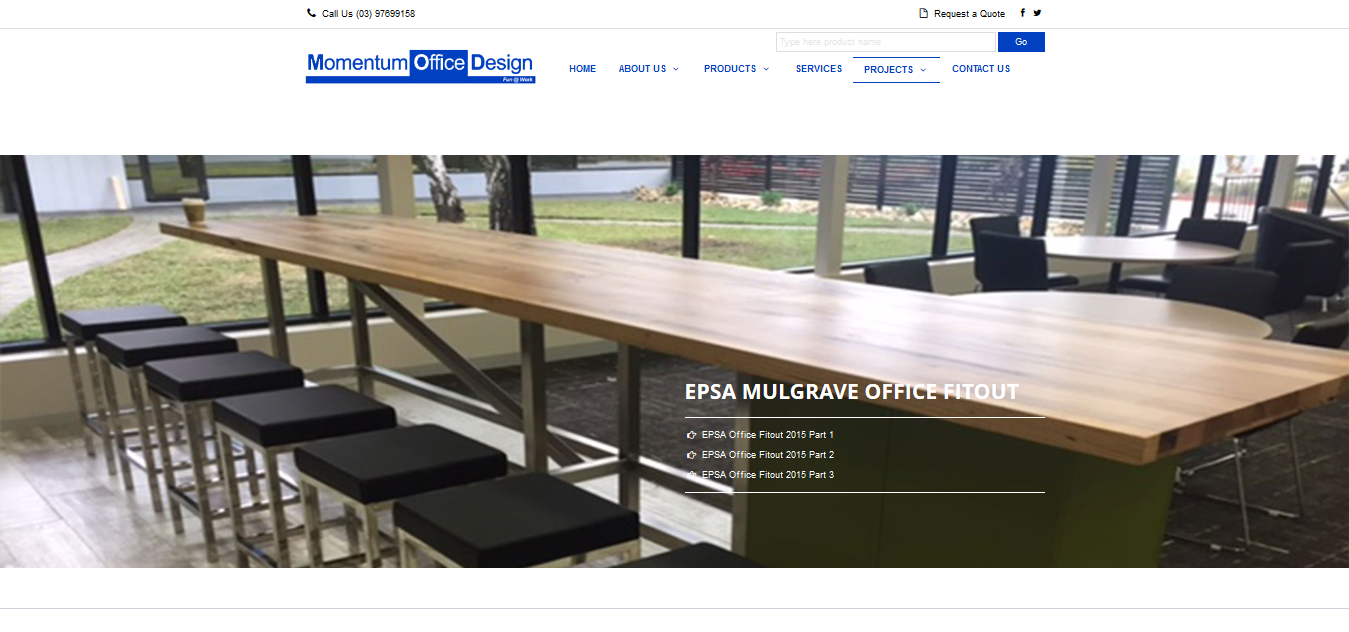 Call Us (03) 97699158
Request a Quote
Type here product name
Go
Momentum Office Design
Fun @ Work
HOME
ABOUT US
PRODUCTS
SERVICES
PROJECTS
CONTACT US
EPSA MULGRAVE OFFICE FITOUT
EPSA Office Fitout 2015 Part 1
EPSA Office Fitout 2015 Part 2
EPSA Office Fitout 2015 Part 3